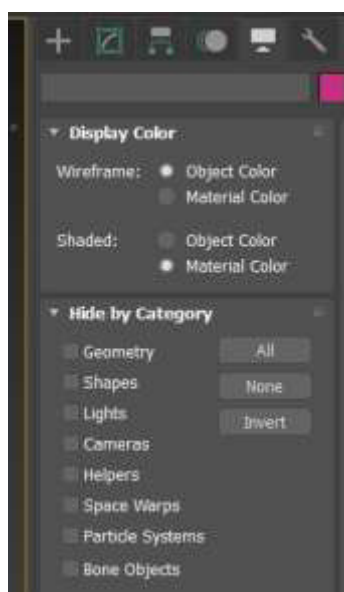 Display Color
Wireframe: Object Color
Material Color
Shaded: Object Color
Material Color
Hide by Category
Geometry All
Shapes None
Lights Invert
Cameras
Helpers
Space Warps
Particle Systems
Bone Objects